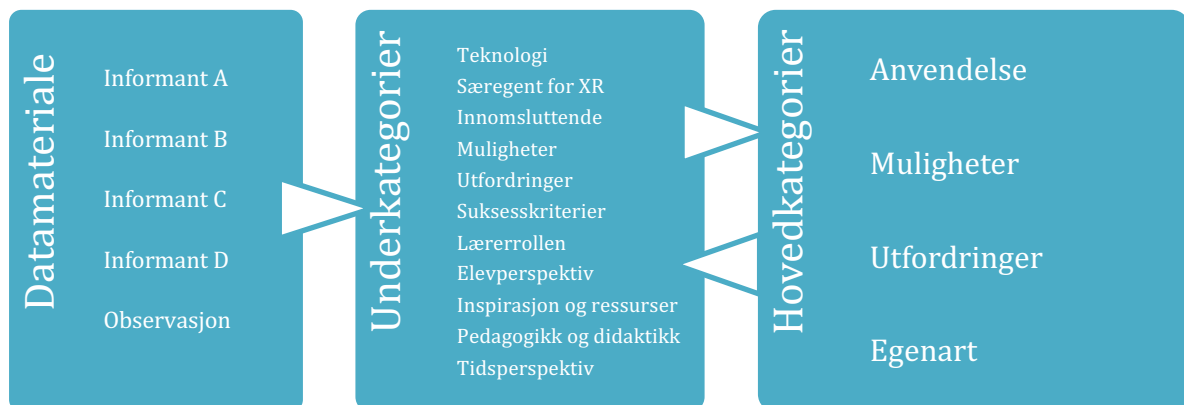 Datamateriale
Informant A
Informant B
Informant C
Informant D
Observasjon
Underkategorier
Teknologi
Særegent for XR
Innomsluttende
Muligheter
Utfordringer
Suksesskriterier
Lærerrollen
Elevperspektiv
Inspirasjon og ressurser
Pedagogikk og didaktikk
Tidsperspektiv
Hovedkategorier
Anvendelse
Muligheter
Utfordringer
Egenart